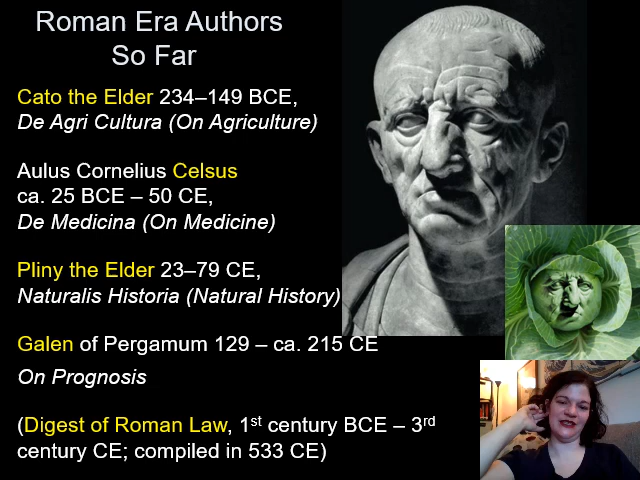 Roman Era Authors
So Far
Cato the Elder 234–149 BCE,
De Agri Cultura (On Agriculture)
Aulus Cornelius Celsus
ca. 25 BCE – 50 CE,
De Medicina (On Medicine)
Pliny the Elder 23–79 CE,
Naturalis Historia (Natural History)
Galen of Pergamum 129 – ca. 215 CE
On Prognosis
(Digest of Roman Law, 1st century BCE – 3rd
century CE; compiled in 533 CE)